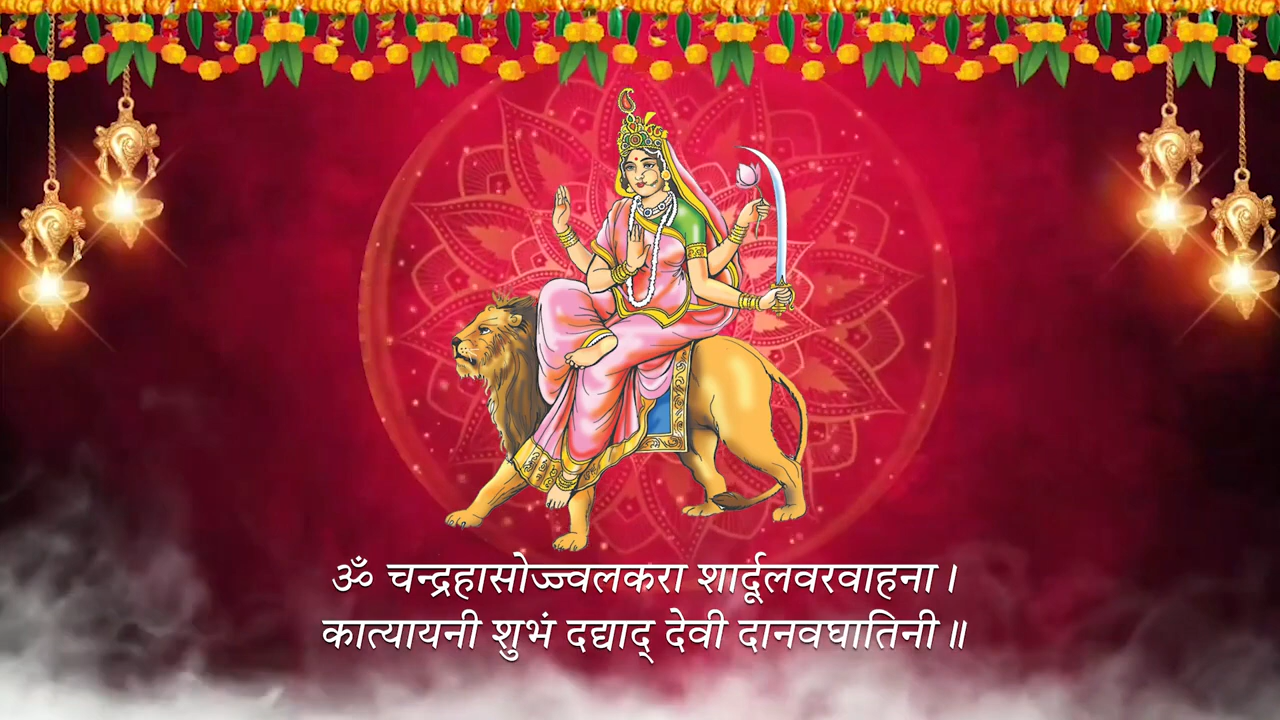 ॐ चन्द्रहासोज्ज्वलकरा शार्दूलवरवाहना।
कात्यायनी शुभं दद्याद् देवी दानवघातिनी॥